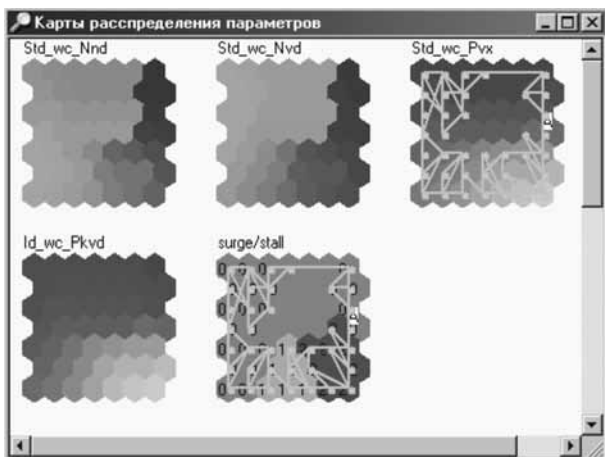 Карты расспределения параметров
Std_wc_Nnd
Std_wc_Nvd
Std_wc_Pvx
Id_wc_Pkvd
surge/stall